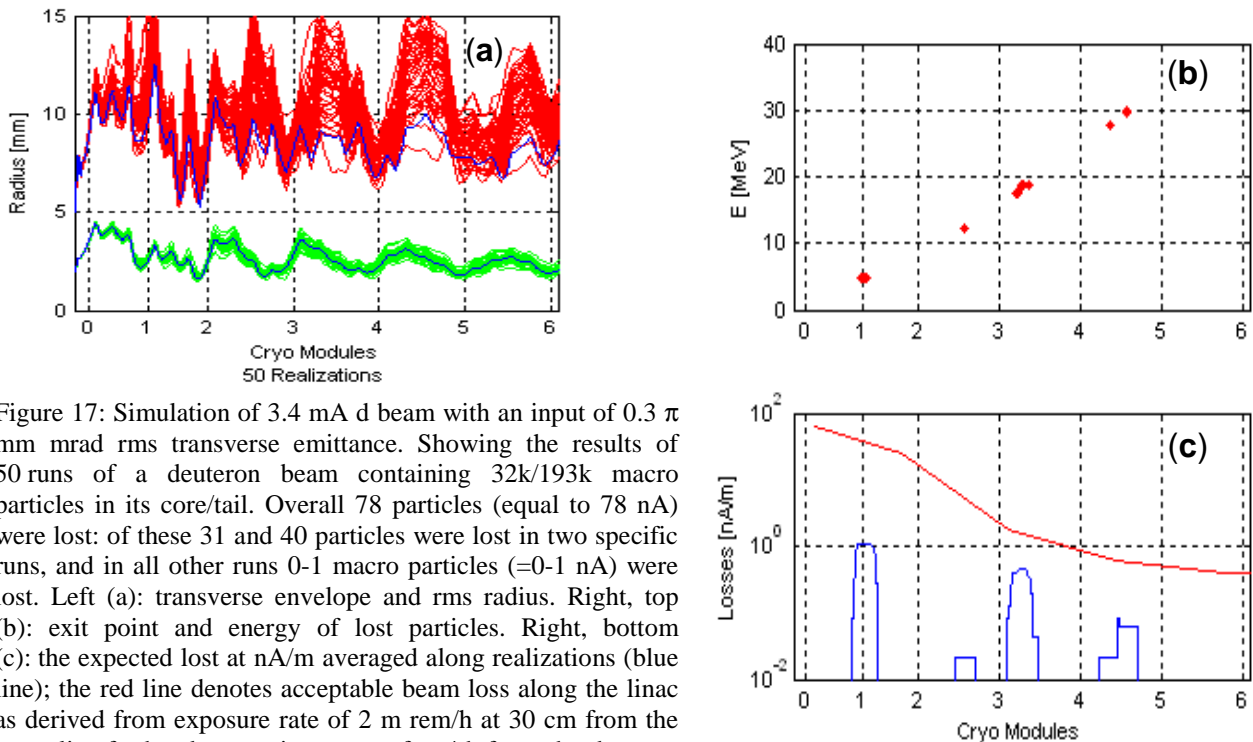 15
10
5
0
Radius [mm]
(a)
0 1 2 3 4 5 6
Cryo Modules
50 Realizations
Figure 17: Simulation of 3.4 mA d beam with an input of 0.3 π
mm mrad rms transverse emittance. Showing the results of
50 runs of a deuteron beam containing 32k/193k macro
particles in its core/tail. Overall 78 particles (equal to 78 nA)
were lost: of these 31 and 40 particles were lost in two specific
runs, and in all other runs 0-1 macro particles (=0-1 nA) were
lost. Left (a): transverse envelope and rms radius. Right, top
(b): exit point and energy of lost particles. Right, bottom
(c): the expected lost at nA/m averaged along realizations (blue
line); the red line denotes acceptable beam loss along the linac
as derived from exposure rate of 2 m rem/h at 30 cm from the
40
30
20
10
0
E [MeV]
(b)
0 1 2 3 4 5 6
10^2
10^0
10^-2
Losses [nA/m]
(c)
0 1 2 3 4 5 6
Cryo Modules